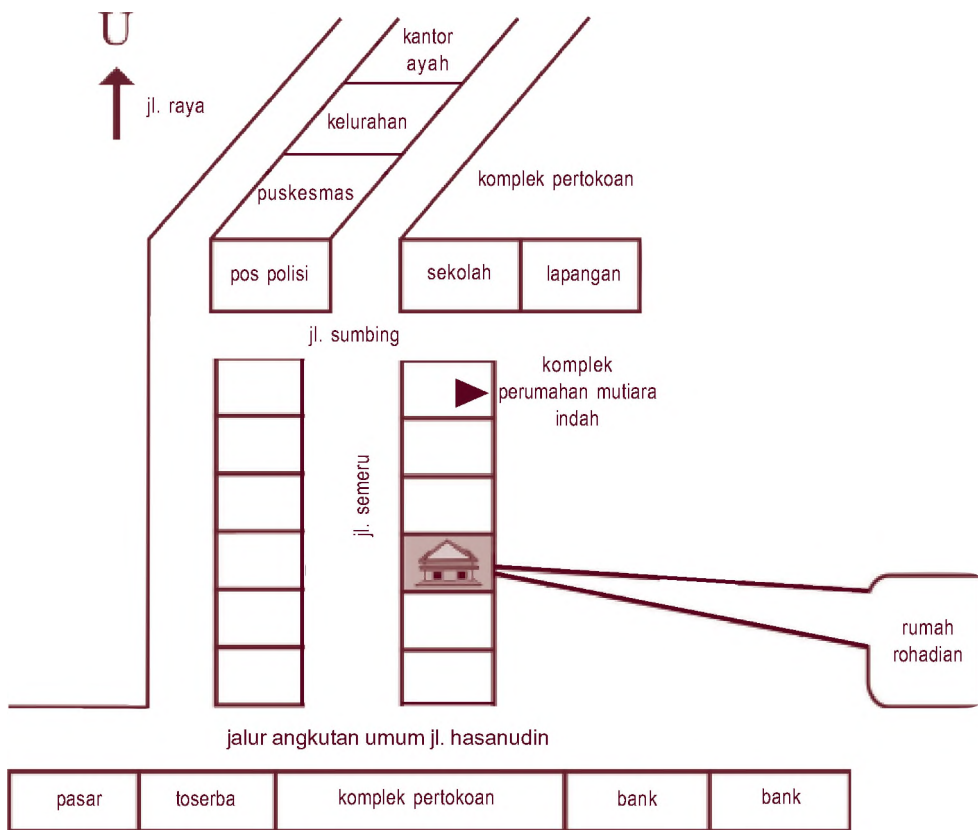 U
kantor
ayah
jl. raya
kelurahan
puskesmas
komplek pertokoan
pos polisi
sekolah
lapangan
jl. sumbing
komplek
perumahan mutiara
indah
jl. semeru
rumah
rohadian
jalur angkutan umum jl. hasanudin
pasar
toserba
komplek pertokoan
bank
bank